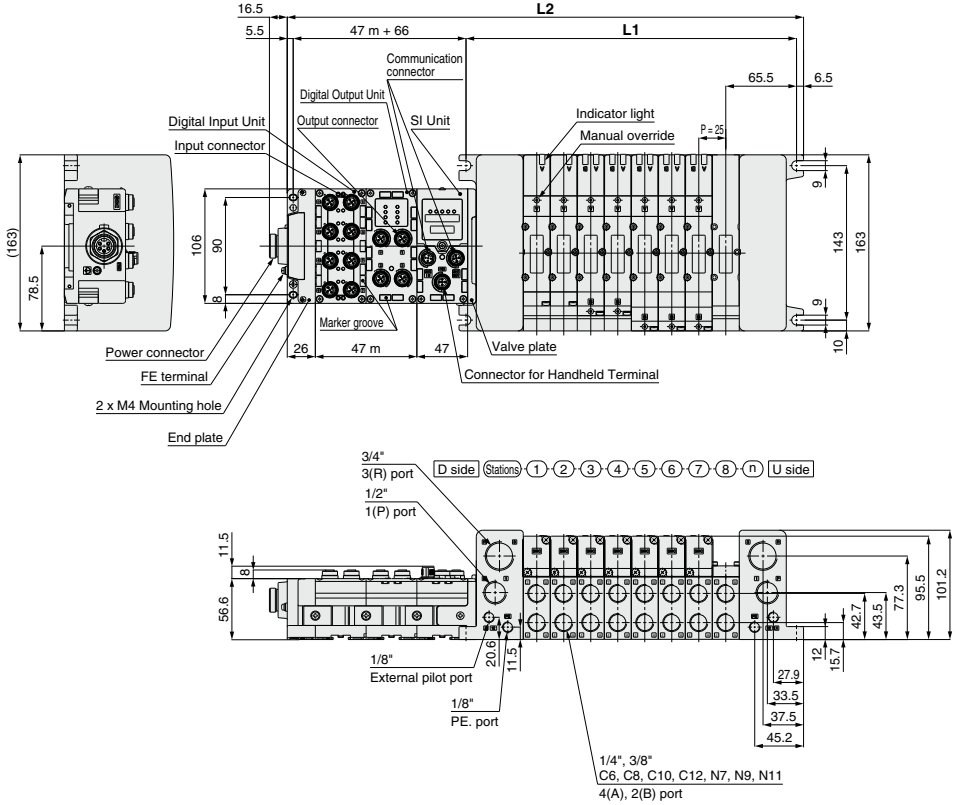 16.5
L2
5.5
47 m + 66
L1
Communication
connector
65.5
6.5
Digital Output Unit
Indicator light
P = 25
Digital Input Unit
Output connector
SI Unit
Manual override
Input connector
9
(163)
78.5
106
90
8
143
163
9
10
Marker groove
Valve plate
Power connector
26
47 m
47
Connector for Handheld Terminal
FE terminal
2 x M4 Mounting hole
End plate
3/4"
3(R) port
D side
Stations
1
2
3
4
5
6
7
8
n
U side
1/2"
1(P) port
11.5
8
56.6
20.6
11.5
12
15.7
42.7
43.5
77.3
95.5
101.2
1/8"
External pilot port
27.9
33.5
37.5
45.2
1/8"
PE. port
1/4", 3/8"
C6, C8, C10, C12, N7, N9, N11
4(A), 2(B) port